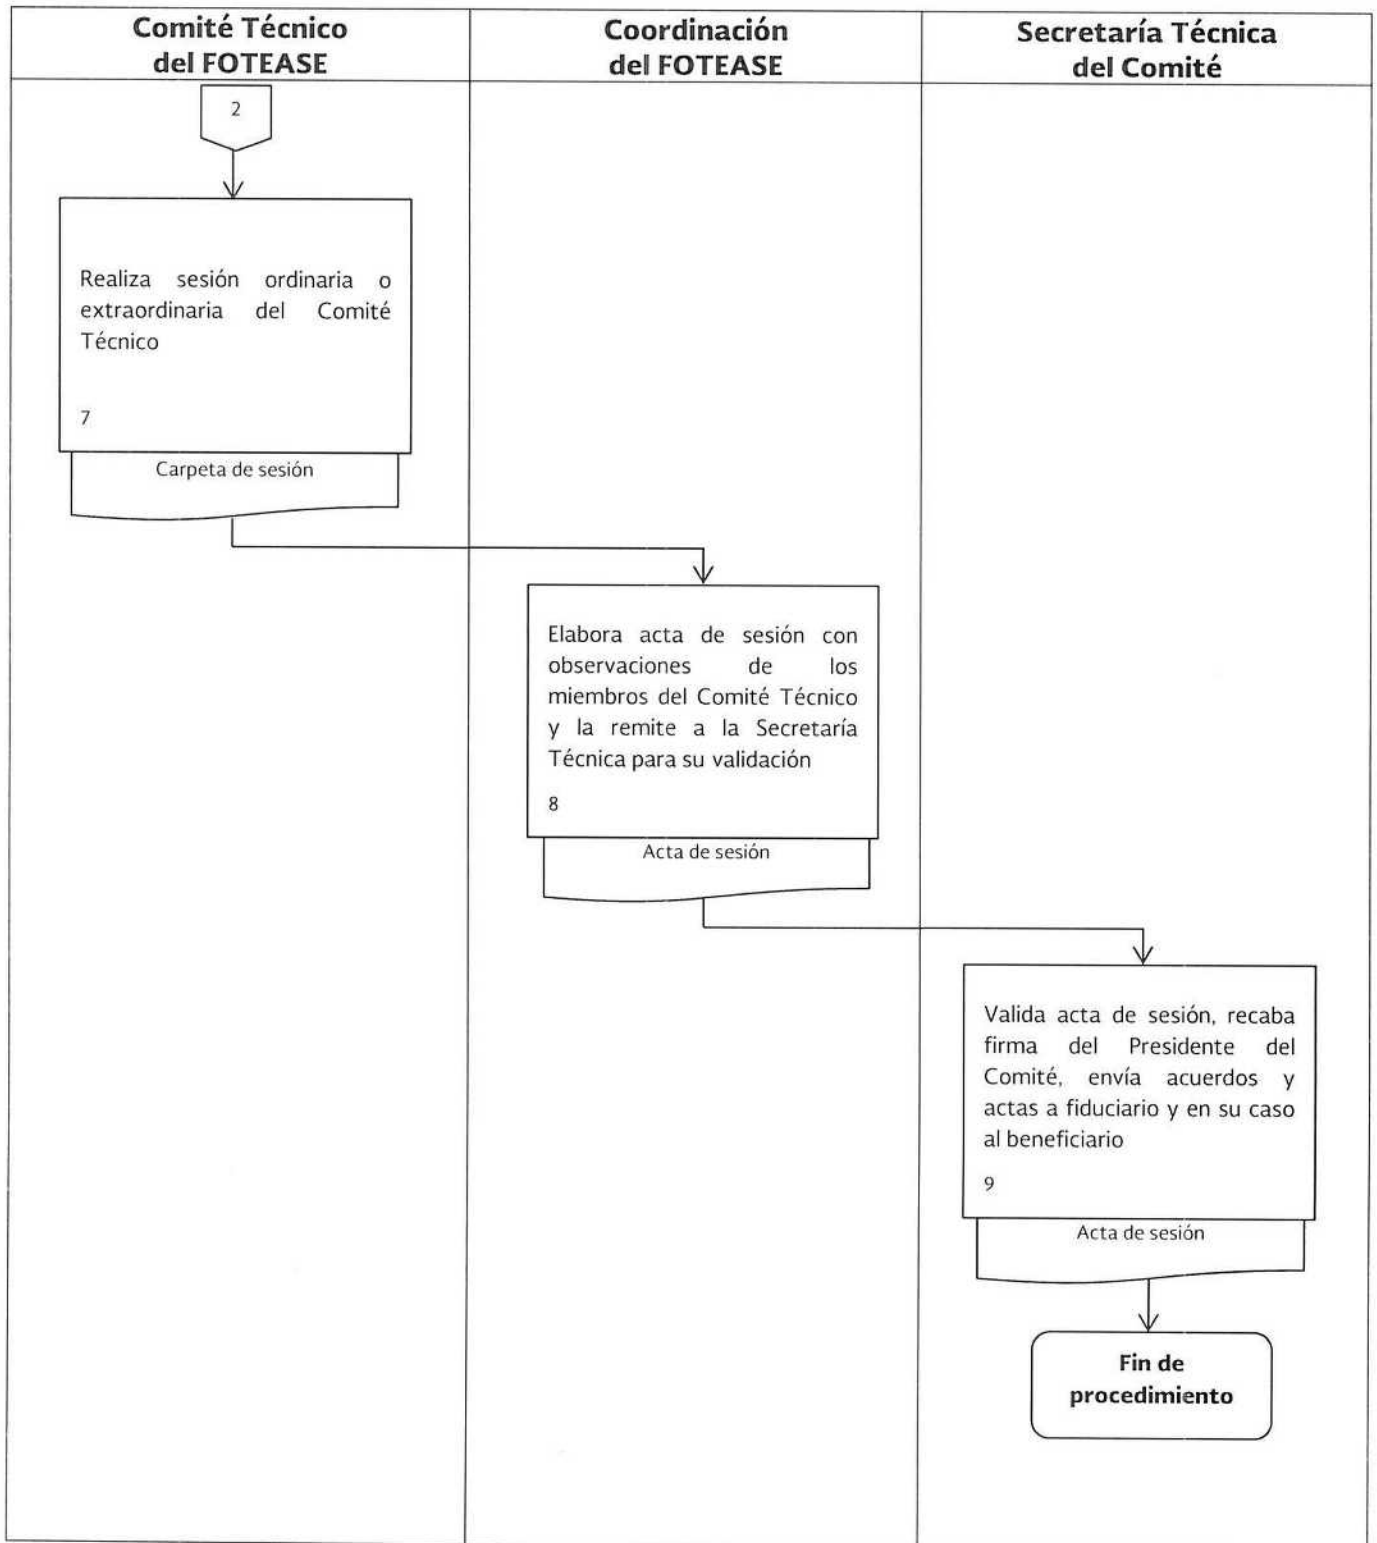 Comité Técnico
del FOTEASE
Coordinación
del FOTEASE
Secretaría Técnica
del Comité
2
Realiza sesión ordinaria o
extraordinaria del Comité
Técnico
7
Carpeta de sesión
Elabora acta de sesión con
observaciones de los
miembros del Comité Técnico
y la remite a la Secretaría
Técnica para su validación
8
Acta de sesión
Valida acta de sesión, recaba
firma del Presidente del
Comité, envía acuerdos y
actas a fiduciario y en su caso
al beneficiario
9
Acta de sesión
Fin de
procedimiento